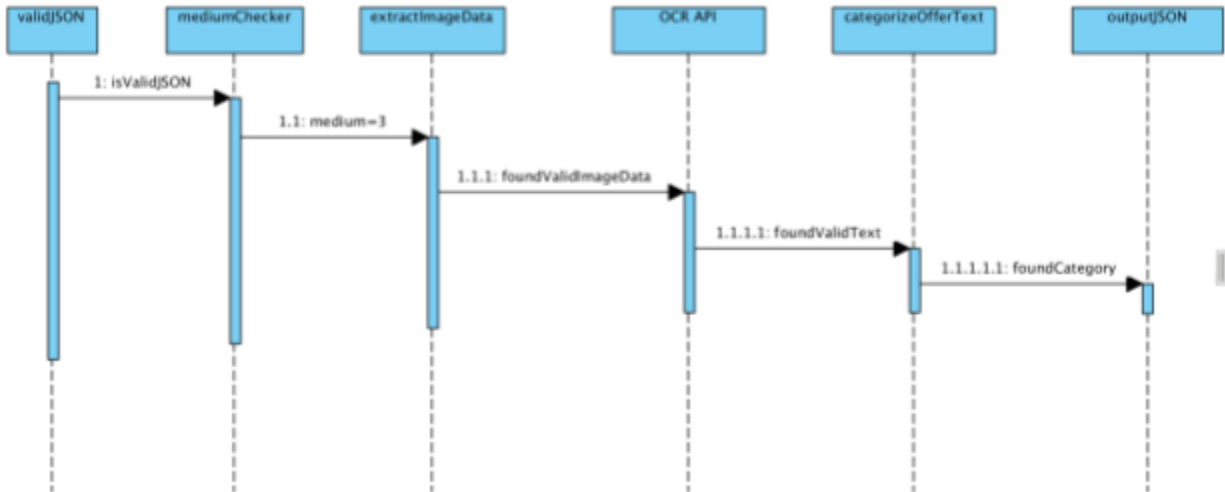 validJSON
mediumChecker
extractImageData
OCR API
categorizeOfferText
outputJSON
1: isValidJSON
1.1: medium=3
1.1.1: foundValidImageData
1.1.1.1: foundValidText
1.1.1.1.1: foundCategory